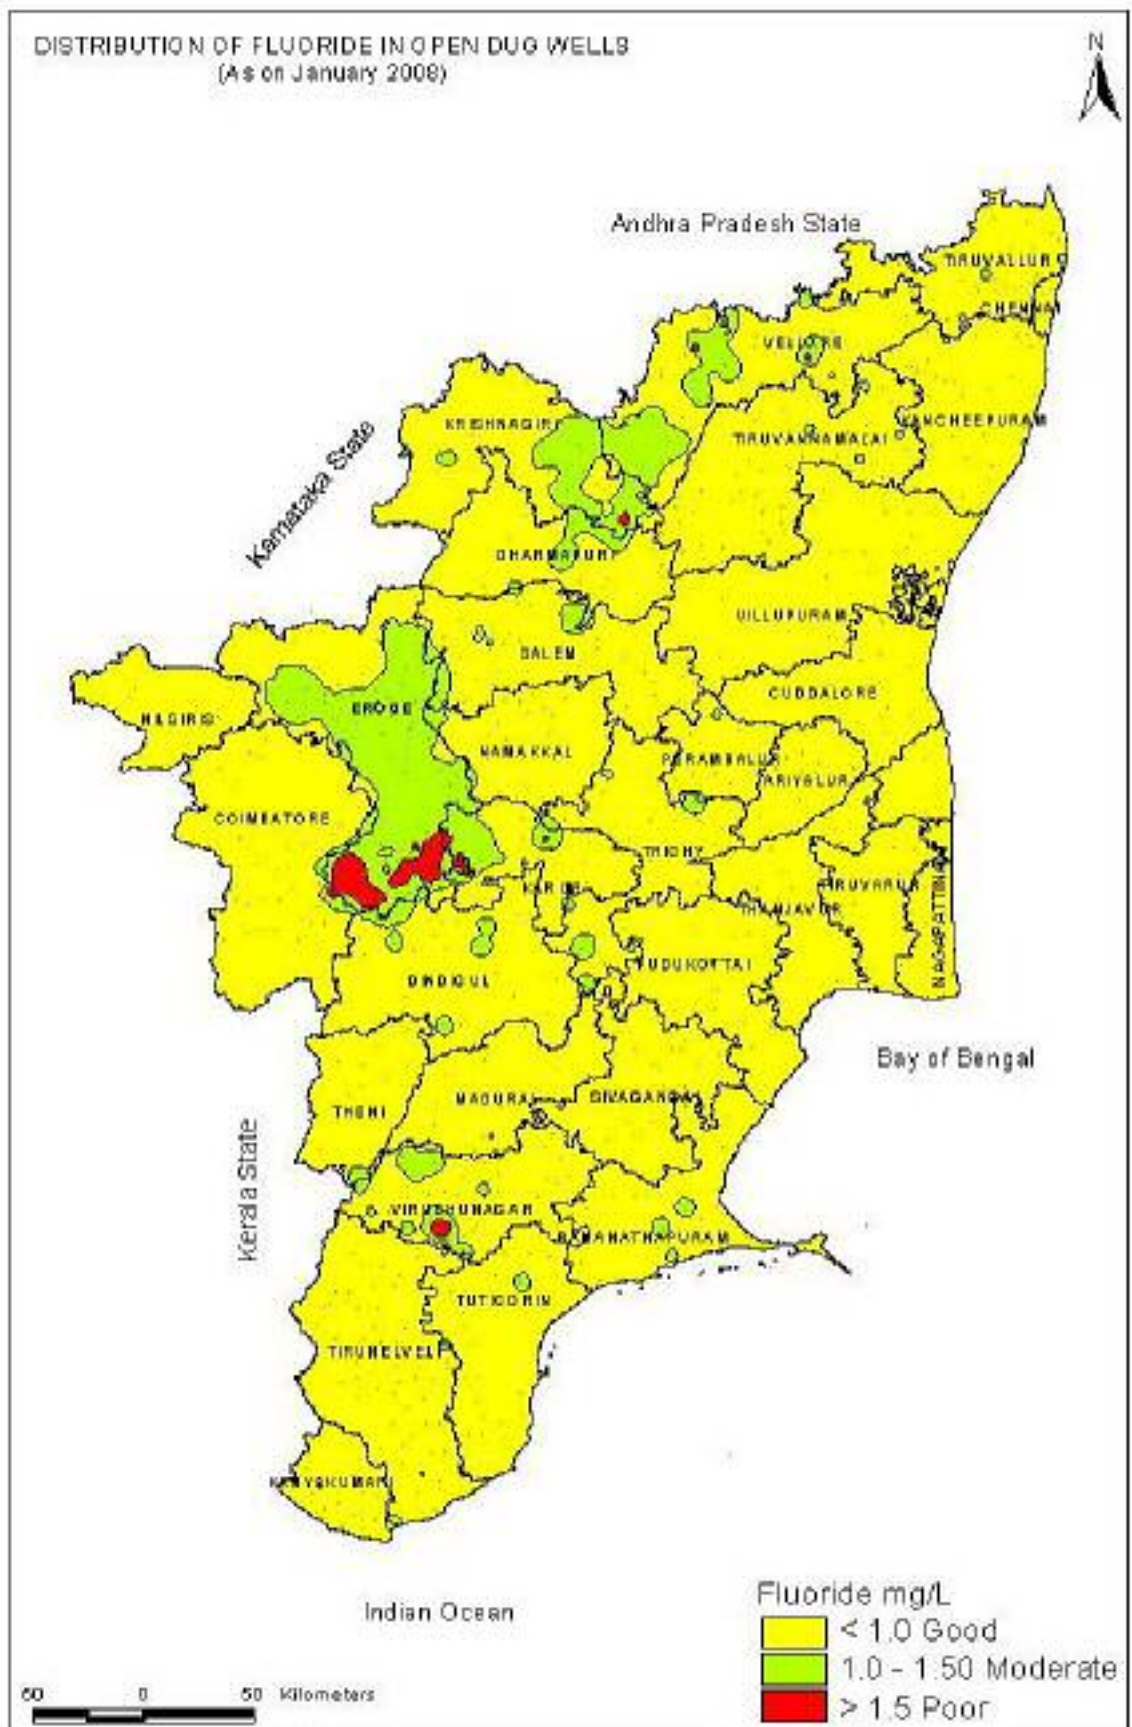 DISTRIBUTION OF FLUORIDE IN OPEN DUG WELLS
(As on January 2008)
N
Andhra Pradesh State
TIRUVALLUR
CHENNAI
VELLORE
KRISHNAGIRI
KANCHEEPURAM
TIRUVANNAMALAI
Karnataka State
DHARMAPURI
UILLUPURAM
SALEM
CUDDALORE
ERODE
NILGIRIS
NAMAKKAL
PERAMBALUR
ARIYALUR
COIMBATORE
TRICHY
KARUR
TIRUVARUR
THANJAVUR
NAGAPATTINAM
PUDUKOTTAI
DINDIGUL
Bay of Bengal
MADURAI
SIVAGANGAI
THENI
Kerala State
VIRUDHUNAGAR
RAMANATHAPURAM
TUTICORIN
TIRUNELVELI
KANYAKUMARI
Indian Ocean
Fluoride mg/L
< 1.0 Good
1.0 - 1.50 Moderate
> 1.5 Poor
50 0 50 Kilometers